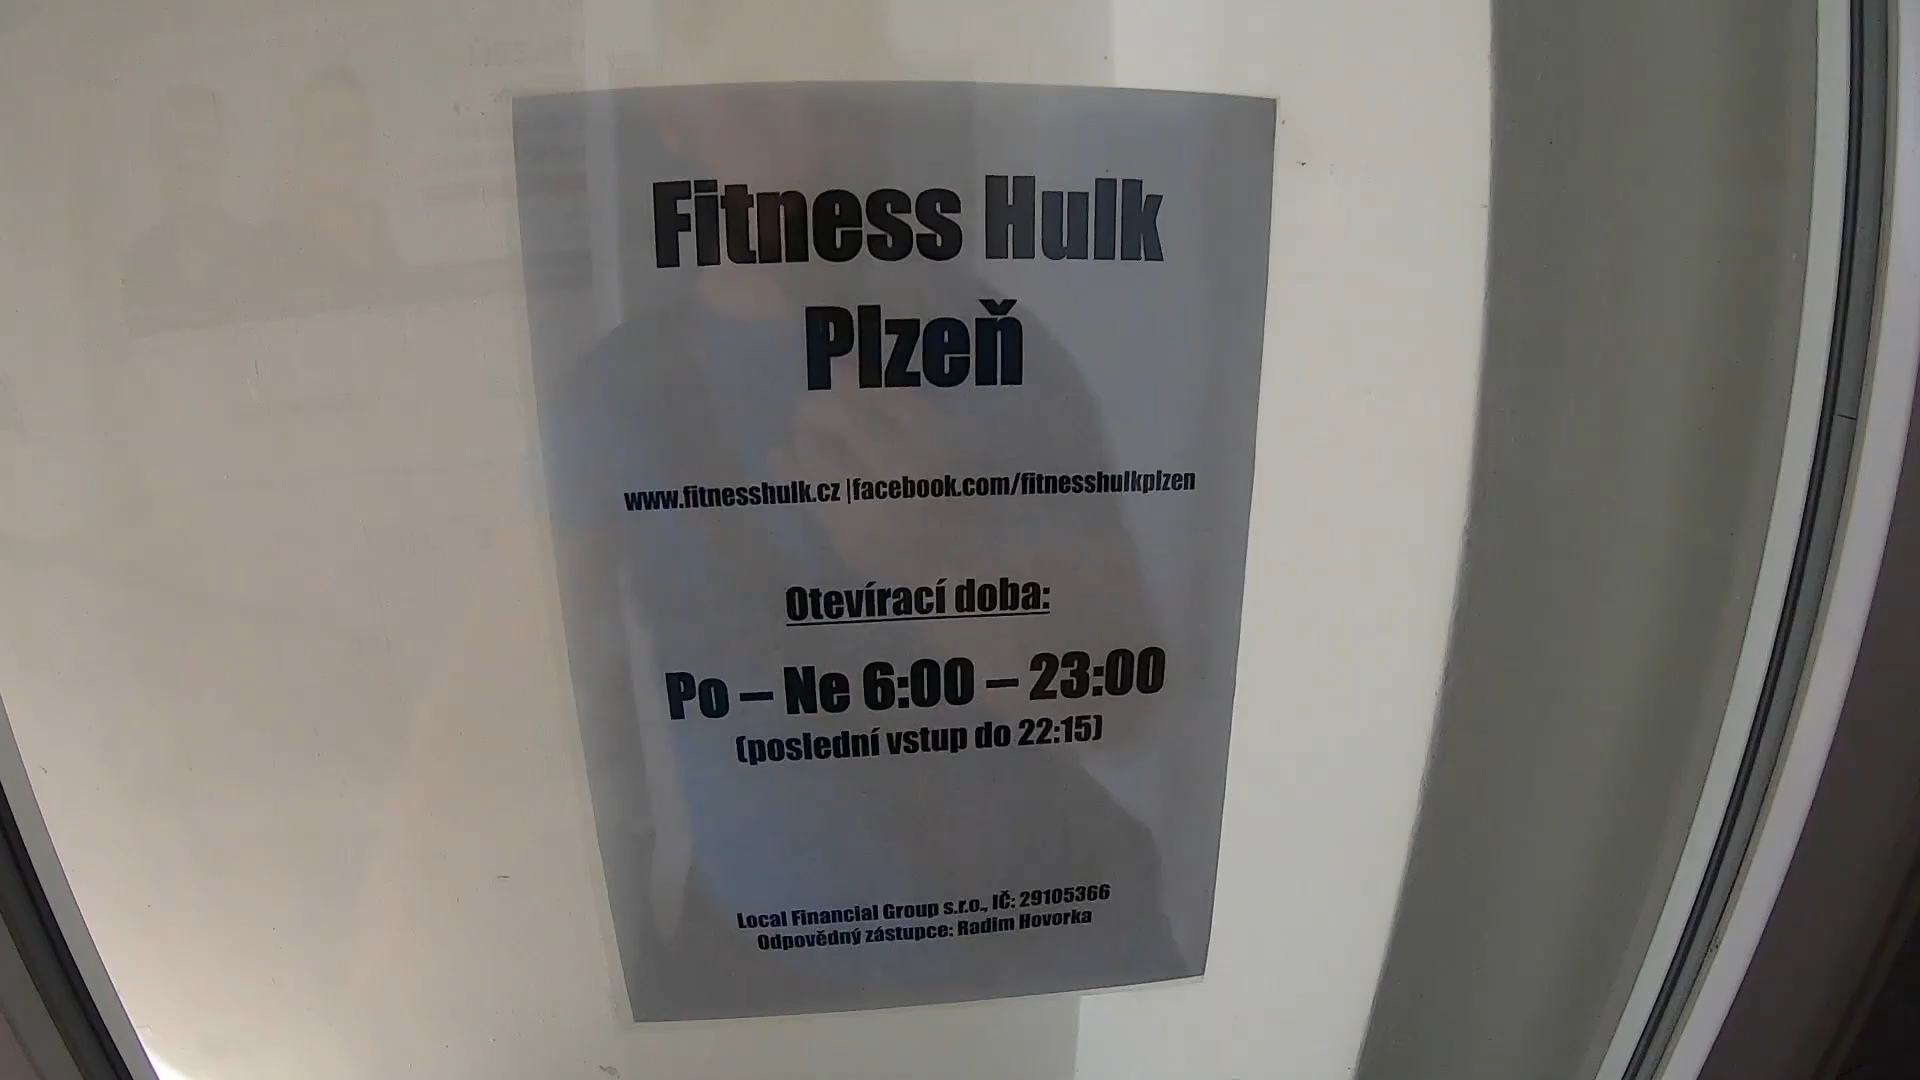 Fitness Hulk
Plzeň
www.fitnesshulk.cz |facebook.com/fitnesshulkplzen
Otevírací doba:
Po – Ne 6:00 – 23:00
(poslední vstup do 22:15)
Local Financial Group s.r.o., IČ: 29105366
Odpovědný zástupce: Radim Hovorka